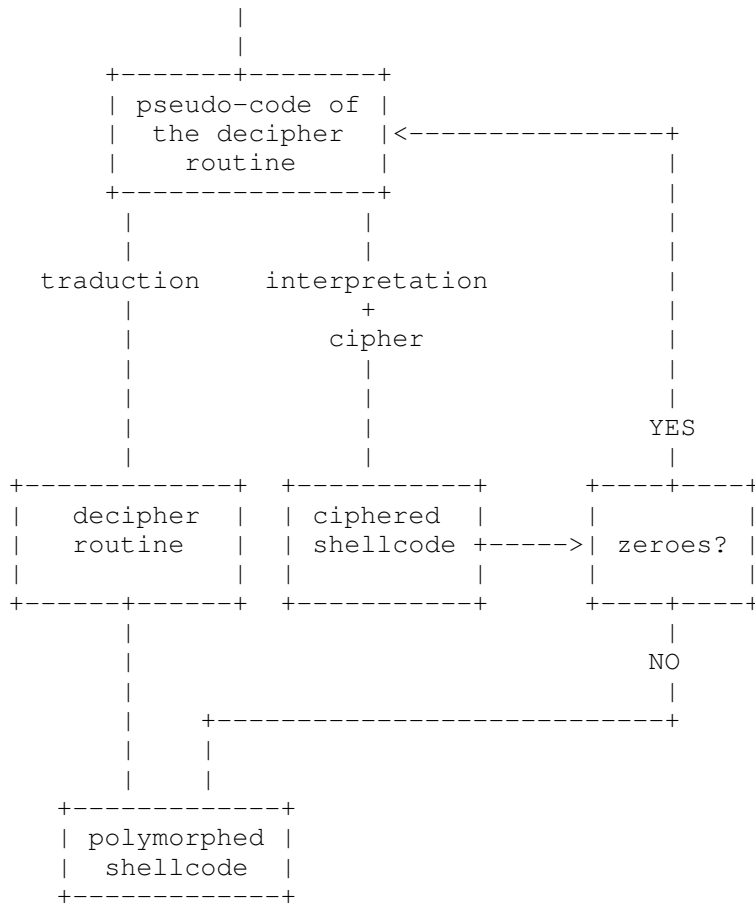 pseudo-code of
the decipher
routine
traduction interpretation
+
cipher
YES
decipher ciphered
routine shellcode zeroes?
NO
polymorphed
shellcode